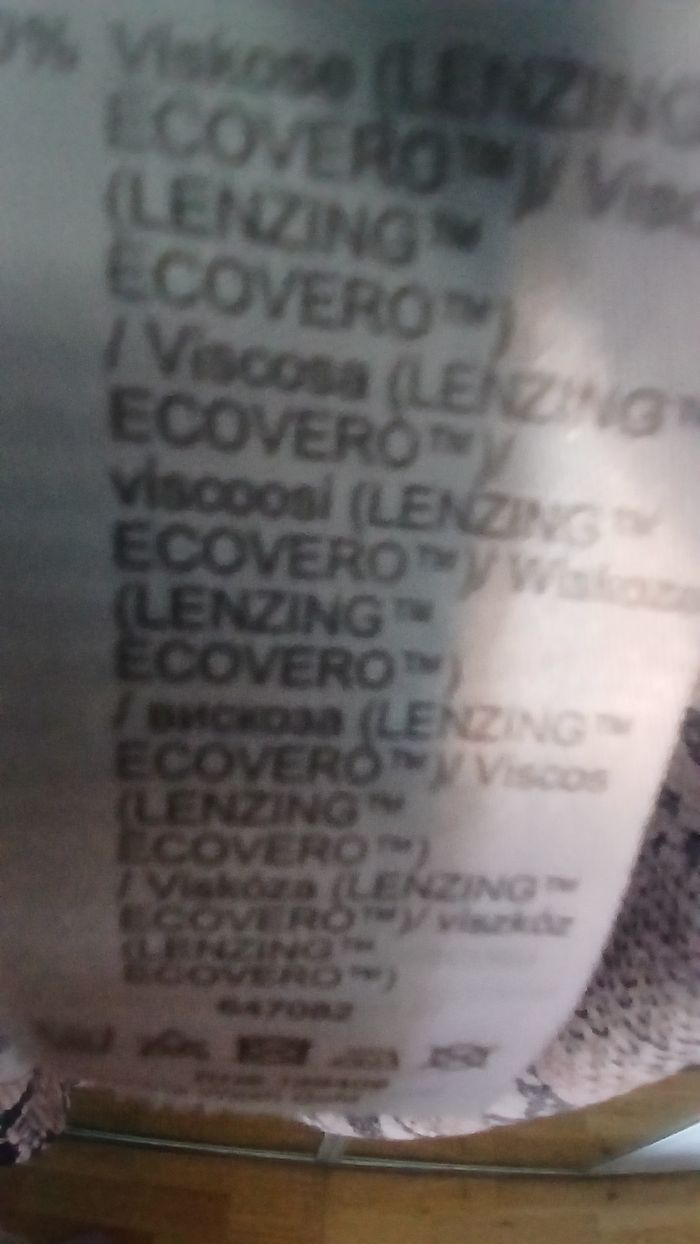 0% Viskose (LENZING
ECOVERO™)/ Visc
(LENZING™
ECOVERO™)
/ Viscosa (LENZING™
ECOVERO™)/
viscoosi (LENZING™
ECOVERO™)/ Wiskoza
(LENZING™
ECOVERO™)
/ вискоза (LENZING™
ECOVERO™)/ Viscos
(LENZING™
ECOVERO™)
/ Viskóza (LENZING™
ECOVERO™)/ viszkóz
(LENZING™
ECOVERO™)
647082